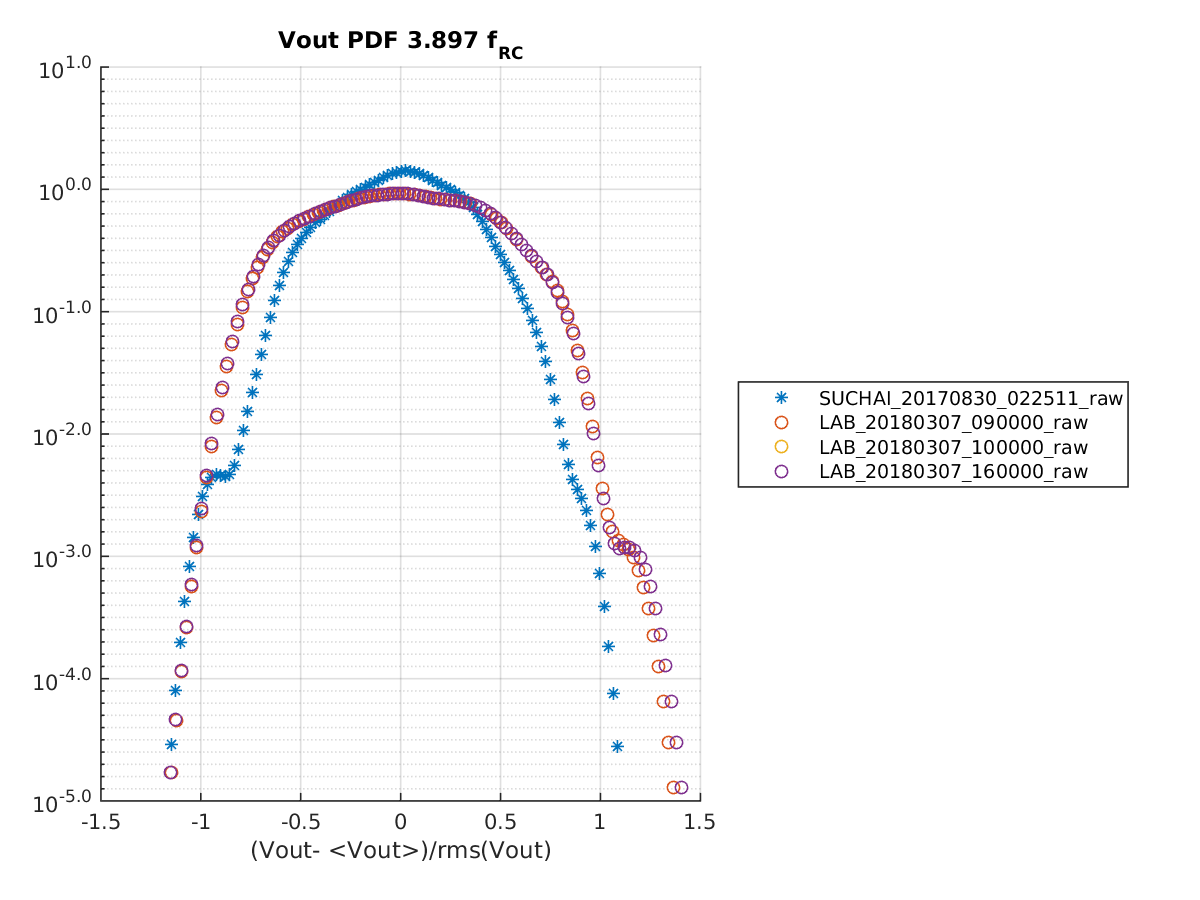 Vout PDF 3.897 f_RC
10^1.0
10^0.0
10^-1.0
10^-2.0
10^-3.0
10^-4.0
10^-5.0
-1.5 -1 -0.5 0 0.5 1 1.5
(Vout- <Vout>)/rms(Vout)
SUCHAI_20170830_022511_raw
LAB_20180307_090000_raw
LAB_20180307_100000_raw
LAB_20180307_160000_raw